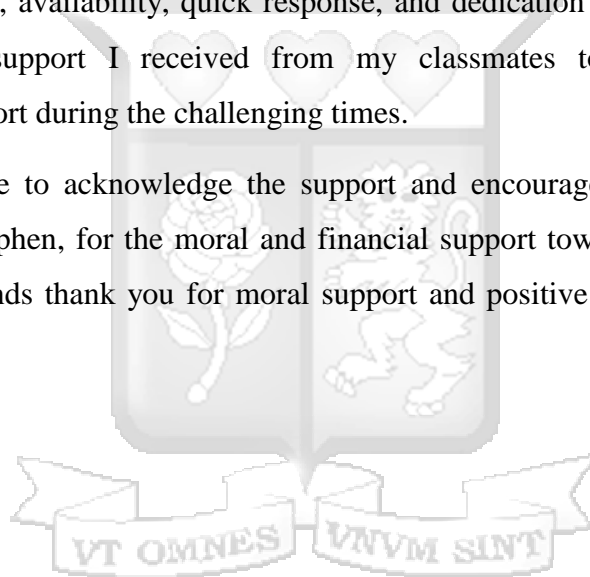 , availability, quick response, and dedication
support I received from my classmates to
ort during the challenging times.
e to acknowledge the support and encourage
phen, for the moral and financial support tow
nds thank you for moral support and positive
VT OMNES VNVM SINT